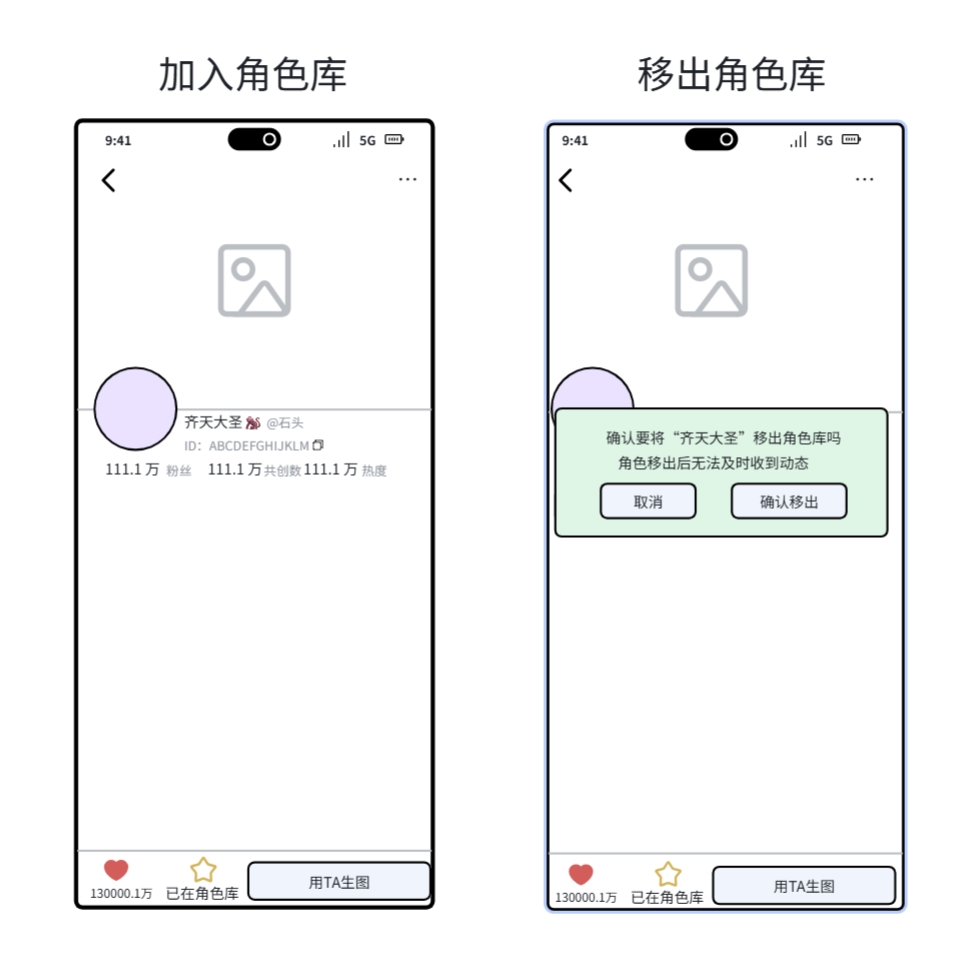 加入角色库
9:41
5G
...
齐天大圣 @石头
ID: ABCDEFGHIJKLM
111.1 万 粉丝 111.1 万共创数 111.1 万 热度
130000.1万
已在角色库
用TA生图
移出角色库
9:41
5G
...
确认要将“齐天大圣”移出角色库吗
角色移出后无法及时收到动态
取消
确认移出
130000.1万
已在角色库
用TA生图